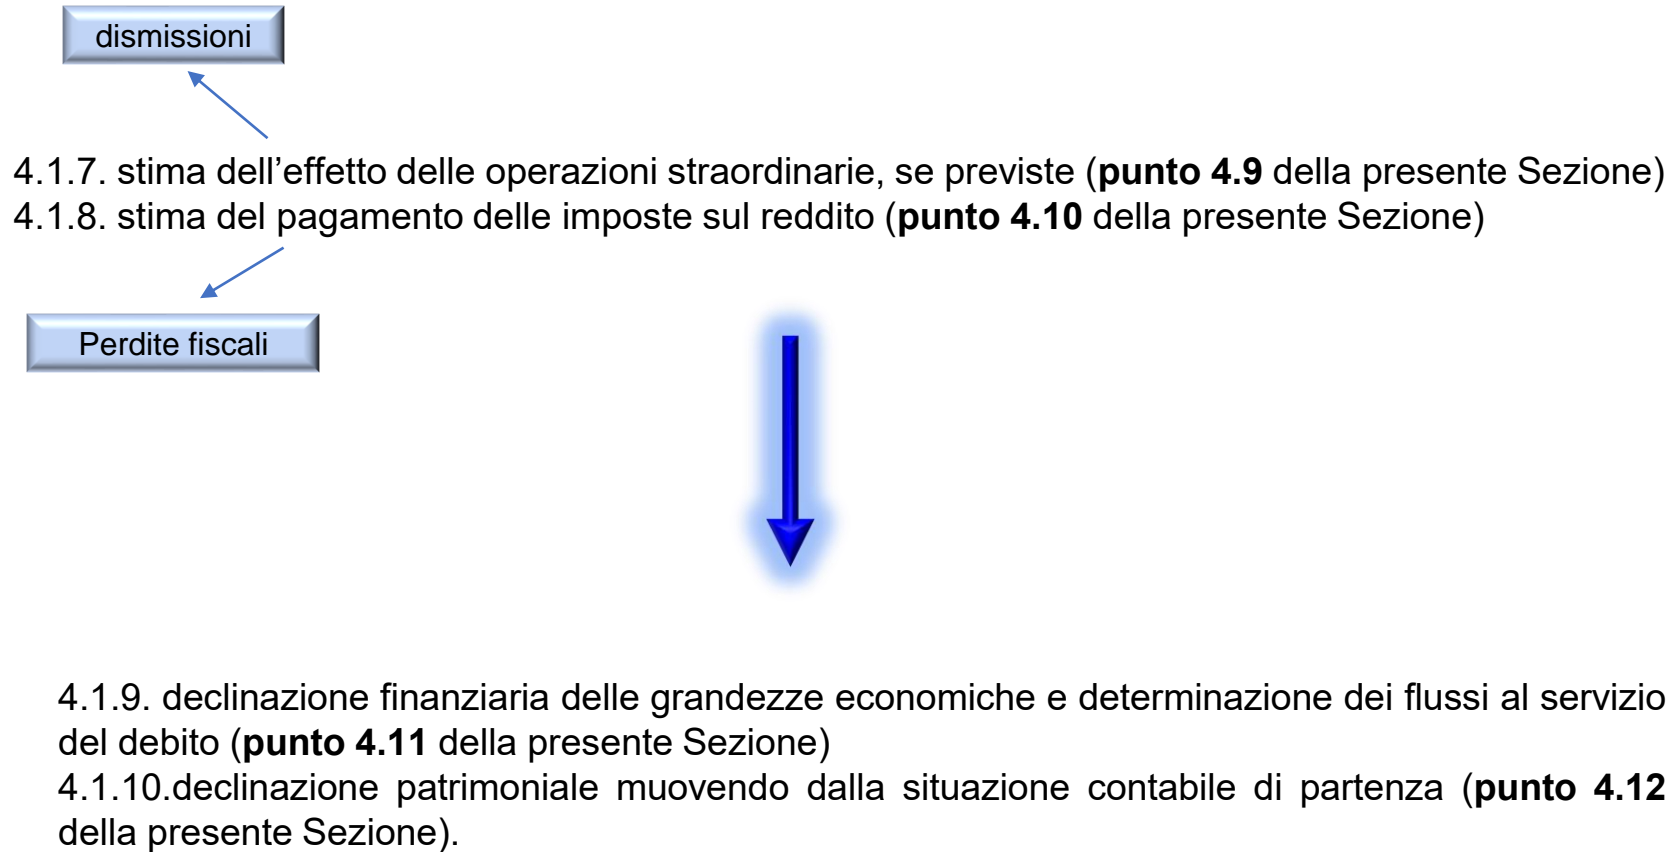 dismissioni
4.1.7. stima dell’effetto delle operazioni straordinarie, se previste (punto 4.9 della presente Sezione)
4.1.8. stima del pagamento delle imposte sul reddito (punto 4.10 della presente Sezione)
Perdite fiscali
4.1.9. declinazione finanziaria delle grandezze economiche e determinazione dei flussi al servizio
del debito (punto 4.11 della presente Sezione)
4.1.10.declinazione patrimoniale muovendo dalla situazione contabile di partenza (punto 4.12
della presente Sezione).